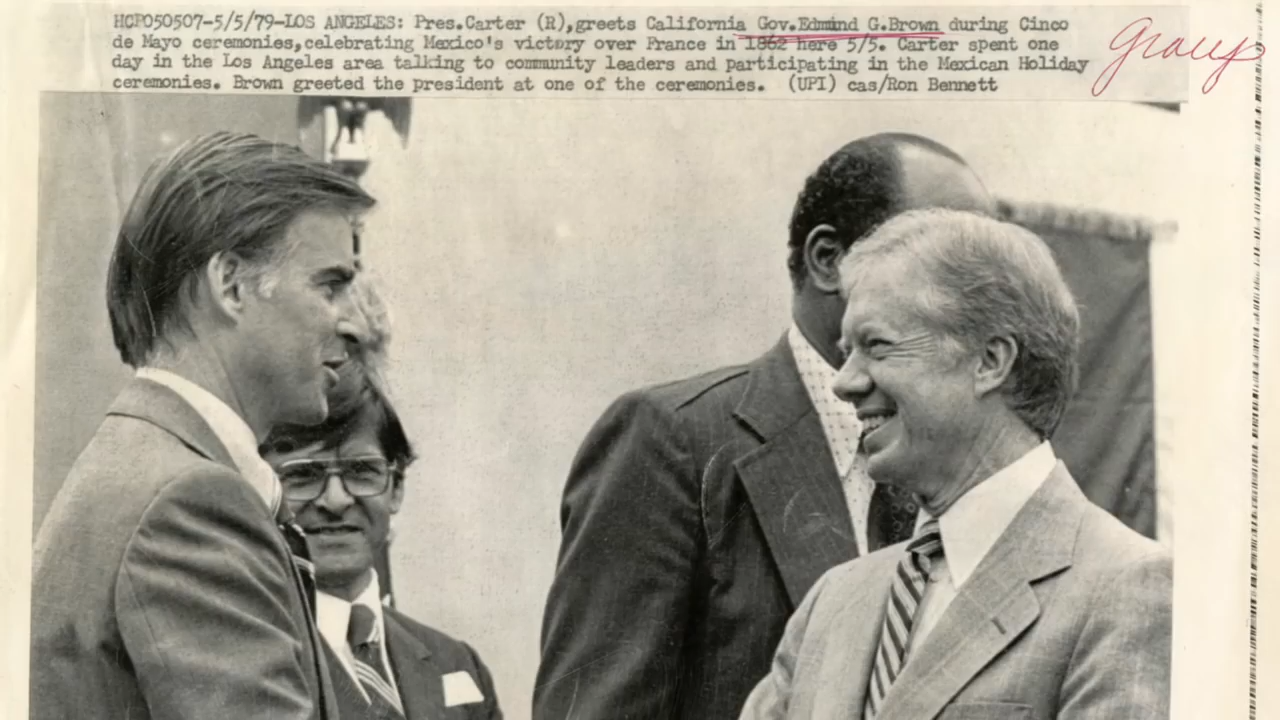 HCP050507-5/5/79-LOS ANGELES: Pres.Carter (R),greets California Gov.Edmund G.Brown during Cinco
de Mayo ceremonies,celebrating Mexico's victory over France in 1862 here 5/5. Carter spent one
day in the Los Angeles area talking to community leaders and participating in the Mexican Holiday
ceremonies. Brown greeted the president at one of the ceremonies. (UPI) cas/Ron Bennett
group